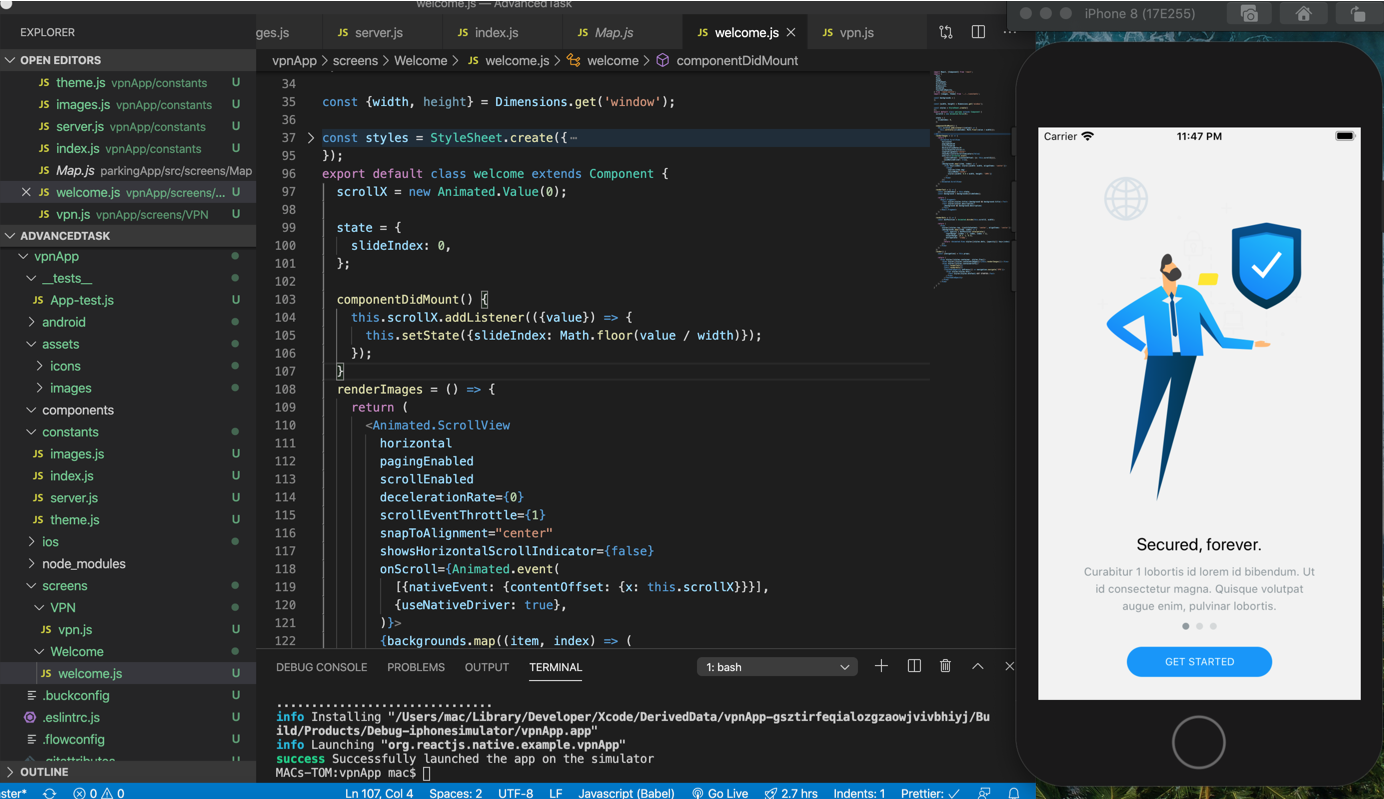 welcome.js — AdvancedTask
EXPLORER
OPEN EDITORS
JS theme.js vpnApp/constants U
JS images.js vpnApp/constants U
JS server.js vpnApp/constants U
JS index.js vpnApp/constants U
JS Map.js parkingApp/src/screens/Map
JS welcome.js vpnApp/screens/... U
JS vpn.js vpnApp/screens/VPN U
ADVANCEDTASK
vpnApp
__tests__
JS App-test.js U
android
assets
icons
images
components
constants
JS images.js U
JS index.js U
JS server.js U
JS theme.js U
ios
node_modules
screens
VPN
JS vpn.js U
Welcome
JS welcome.js U
.buckconfig U
.eslintrc.js U
.flowconfig U
.gitattributes
OUTLINE
ges.js JS server.js JS index.js JS Map.js JS welcome.js JS vpn.js
vpnApp > screens > Welcome > JS welcome.js > welcome > componentDidMount
34
35 const {width, height} = Dimensions.get('window');
36
37 const styles = StyleSheet.create({…
95 });
96 export default class welcome extends Component {
97 scrollX = new Animated.Value(0);
98
99 state = {
100 slideIndex: 0,
101 };
102
103 componentDidMount() {
104 this.scrollX.addListener(({value}) => {
105 this.setState({slideIndex: Math.floor(value / width)});
106 });
107 }
108 renderImages = () => {
109 return (
110 <Animated.ScrollView
111 horizontal
112 pagingEnabled
113 scrollEnabled
114 decelerationRate={0}
115 scrollEventThrottle={1}
116 snapToAlignment="center"
117 showsHorizontalScrollIndicator={false}
118 onScroll={Animated.event(
119 [{nativeEvent: {contentOffset: {x: this.scrollX}}}],
120 {useNativeDriver: true},
121 )}>
122 {backgrounds.map((item, index) => (
DEBUG CONSOLE PROBLEMS OUTPUT TERMINAL 1: bash
...............................
info Installing "/Users/mac/Library/Developer/Xcode/DerivedData/vpnApp-gsztirfeqialozgzaowjvivbhiyj/Bu
ild/Products/Debug-iphonesimulator/vpnApp.app"
info Launching "org.reactjs.native.example.vpnApp"
success Successfully launched the app on the simulator
MACs-TOM:vpnApp mac$
ster* 0 0 Ln 107, Col 4 Spaces: 2 UTF-8 LF Javascript (Babel) Go Live 2.7 hrs Indents: 1 Prettier: ✓
iPhone 8 (17E255)
Carrier 11:47 PM
Secured, forever.
Curabitur 1 lobortis id lorem id bibendum. Ut
id consectetur magna. Quisque volutpat
augue enim, pulvinar lobortis.
GET STARTED